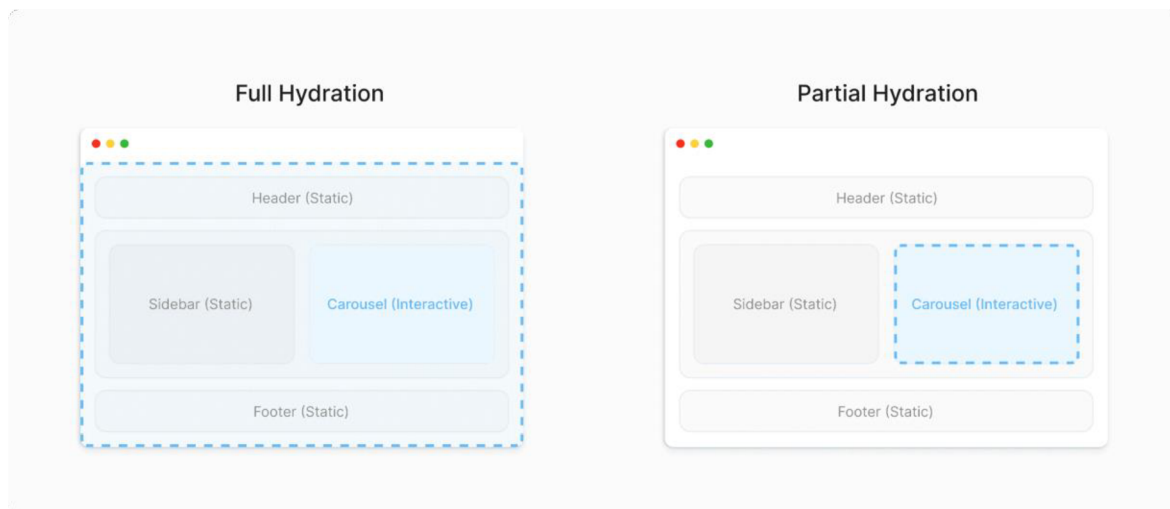 Full Hydration
Header (Static)
Sidebar (Static)
Carousel (Interactive)
Footer (Static)
Partial Hydration
Header (Static)
Sidebar (Static)
Carousel (Interactive)
Footer (Static)